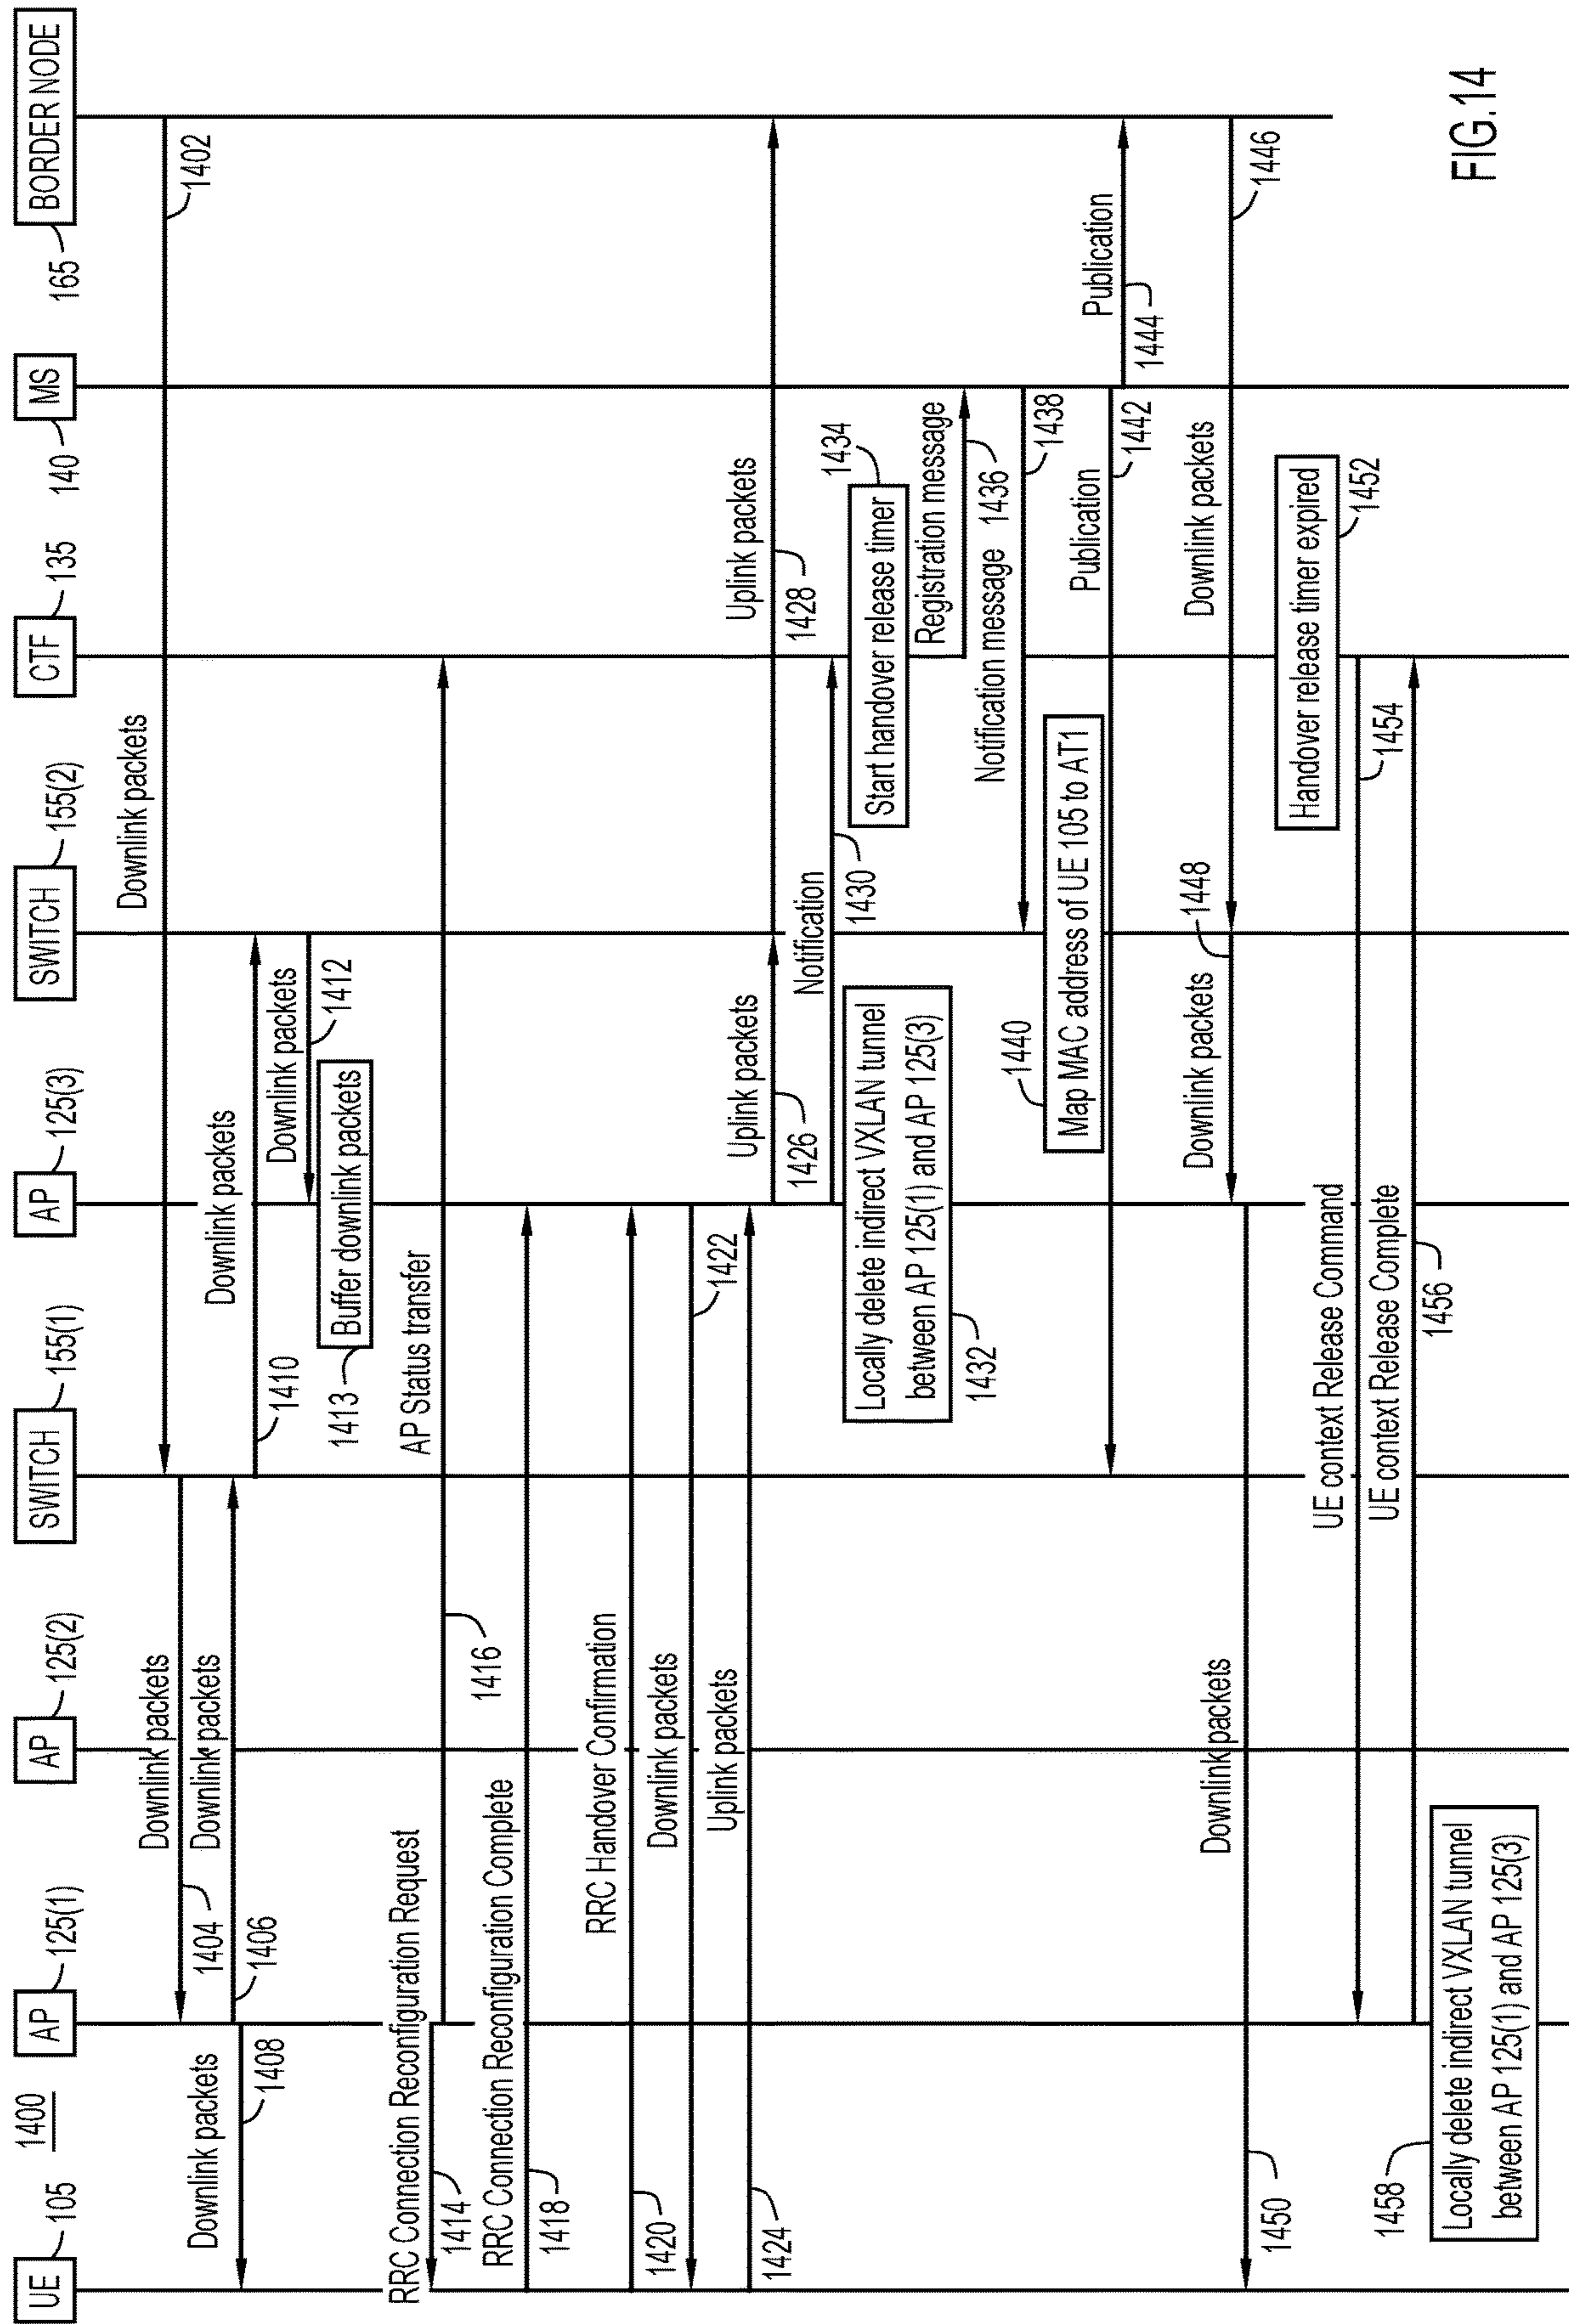 1400
UE
105
AP
125(1)
AP
125(2)
SWITCH
155(1)
AP
125(3)
SWITCH
155(2)
CTF
135
MS
140
BORDER NODE
165
Downlink packets
1402
Downlink packets
1404
Downlink packets
1406
Downlink packets
1408
Downlink packets
1410
Downlink packets
1412
Buffer downlink packets
1413
RRC Connection Reconfiguration Request
1414
AP Status transfer
1416
RRC Connection Reconfiguration Complete
1418
RRC Handover Confirmation
1420
Downlink packets
1422
Uplink packets
1424
Uplink packets
1426
Uplink packets
1428
Notification
1430
Locally delete indirect VXLAN tunnel
between AP 125(1) and AP 125(3)
1432
Start handover release timer
1434
Registration message
1436
Notification message
1438
Map MAC address of UE 105 to AT1
1440
Publication
1442
Publication
1444
Downlink packets
1446
Downlink packets
1448
Downlink packets
1450
Handover release timer expired
1452
UE context Release Command
1454
UE context Release Complete
1456
Locally delete indirect VXLAN tunnel
between AP 125(1) and AP 125(3)
1458
FIG.14